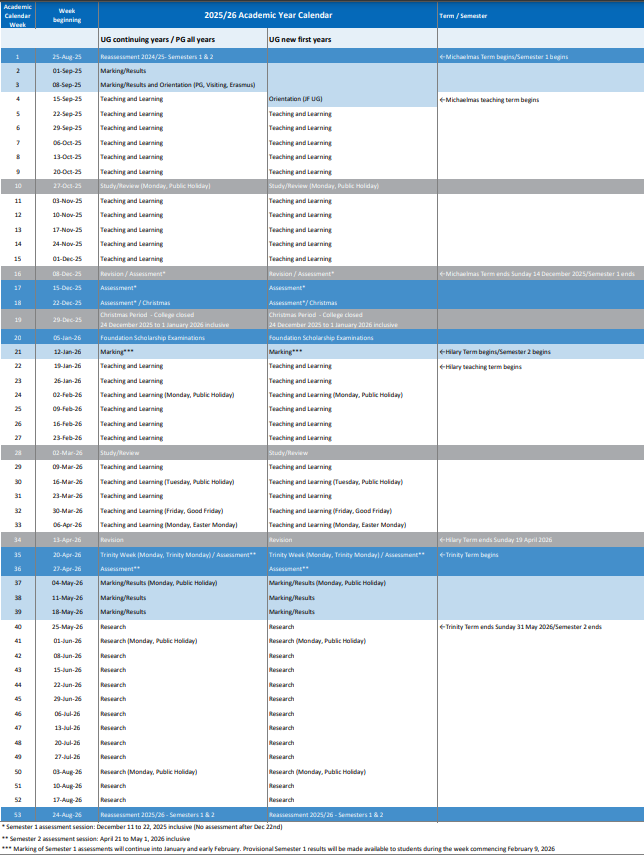 Academic Calendar Week | Week beginning | 2025/26 Academic Year Calendar | Term / Semester
UG continuing years / PG all years | UG new first years
1 | 25-Aug-25 | Reassessment 2024/25- Semesters 1 & 2 | ←Michaelmas Term begins/Semester 1 begins
2 | 01-Sep-25 | Marking/Results
3 | 08-Sep-25 | Marking/Results and Orientation (PG, Visiting, Erasmus)
4 | 15-Sep-25 | Teaching and Learning | Orientation (JF UG) | ←Michaelmas teaching term begins
5 | 22-Sep-25 | Teaching and Learning | Teaching and Learning
6 | 29-Sep-25 | Teaching and Learning | Teaching and Learning
7 | 06-Oct-25 | Teaching and Learning | Teaching and Learning
8 | 13-Oct-25 | Teaching and Learning | Teaching and Learning
9 | 20-Oct-25 | Teaching and Learning | Teaching and Learning
10 | 27-Oct-25 | Study/Review (Monday, Public Holiday) | Study/Review (Monday, Public Holiday)
11 | 03-Nov-25 | Teaching and Learning | Teaching and Learning
12 | 10-Nov-25 | Teaching and Learning | Teaching and Learning
13 | 17-Nov-25 | Teaching and Learning | Teaching and Learning
14 | 24-Nov-25 | Teaching and Learning | Teaching and Learning
15 | 01-Dec-25 | Teaching and Learning | Teaching and Learning
16 | 08-Dec-25 | Revision / Assessment* | Revision / Assessment* | ←Michaelmas Term ends Sunday 14 December 2025/Semester 1 ends
17 | 15-Dec-25 | Assessment* | Assessment*
18 | 22-Dec-25 | Assessment* / Christmas | Assessment*/ Christmas
19 | 29-Dec-25 | Christmas Period - College closed 24 December 2025 to 1 January 2026 inclusive | Christmas Period - College closed 24 December 2025 to 1 January 2026 inclusive
20 | 05-Jan-26 | Foundation Scholarship Examinations | Foundation Scholarship Examinations
21 | 12-Jan-26 | Marking*** | Marking*** | ←Hilary Term begins/Semester 2 begins
22 | 19-Jan-26 | Teaching and Learning | Teaching and Learning | ←Hilary teaching term begins
23 | 26-Jan-26 | Teaching and Learning | Teaching and Learning
24 | 02-Feb-26 | Teaching and Learning (Monday, Public Holiday) | Teaching and Learning (Monday, Public Holiday)
25 | 09-Feb-26 | Teaching and Learning | Teaching and Learning
26 | 16-Feb-26 | Teaching and Learning | Teaching and Learning
27 | 23-Feb-26 | Teaching and Learning | Teaching and Learning
28 | 02-Mar-26 | Study/Review | Study/Review
29 | 09-Mar-26 | Teaching and Learning | Teaching and Learning
30 | 16-Mar-26 | Teaching and Learning (Tuesday, Public Holiday) | Teaching and Learning (Tuesday, Public Holiday)
31 | 23-Mar-26 | Teaching and Learning | Teaching and Learning
32 | 30-Mar-26 | Teaching and Learning (Friday, Good Friday) | Teaching and Learning (Friday, Good Friday)
33 | 06-Apr-26 | Teaching and Learning (Monday, Easter Monday) | Teaching and Learning (Monday, Easter Monday)
34 | 13-Apr-26 | Revision | Revision | ←Hilary Term ends Sunday 19 April 2026
35 | 20-Apr-26 | Trinity Week (Monday, Trinity Monday) / Assessment** | Trinity Week (Monday, Trinity Monday) / Assessment** | ←Trinity Term begins
36 | 27-Apr-26 | Assessment** | Assessment**
37 | 04-May-26 | Marking/Results (Monday, Public Holiday) | Marking/Results (Monday, Public Holiday)
38 | 11-May-26 | Marking/Results | Marking/Results
39 | 18-May-26 | Marking/Results | Marking/Results
40 | 25-May-26 | Research | Research | ←Trinity Term ends Sunday 31 May 2026/Semester 2 ends
41 | 01-Jun-26 | Research (Monday, Public Holiday) | Research (Monday, Public Holiday)
42 | 08-Jun-26 | Research | Research
43 | 15-Jun-26 | Research | Research
44 | 22-Jun-26 | Research | Research
45 | 29-Jun-26 | Research | Research
46 | 06-Jul-26 | Research | Research
47 | 13-Jul-26 | Research | Research
48 | 20-Jul-26 | Research | Research
49 | 27-Jul-26 | Research | Research
50 | 03-Aug-26 | Research (Monday, Public Holiday) | Research (Monday, Public Holiday)
51 | 10-Aug-26 | Research | Research
52 | 17-Aug-26 | Research | Research
53 | 24-Aug-26 | Reassessment 2025/26 - Semesters 1 & 2 | Reassessment 2025/26 - Semesters 1 & 2
* Semester 1 assessment session: December 11 to 22, 2025 inclusive (No assessment after Dec 22nd)
** Semester 2 assessment session: April 21 to May 1, 2026 inclusive
*** Marking of Semester 1 assessments will continue into January and early February. Provisional Semester 1 results will be made available to students during the week commencing February 9, 2026